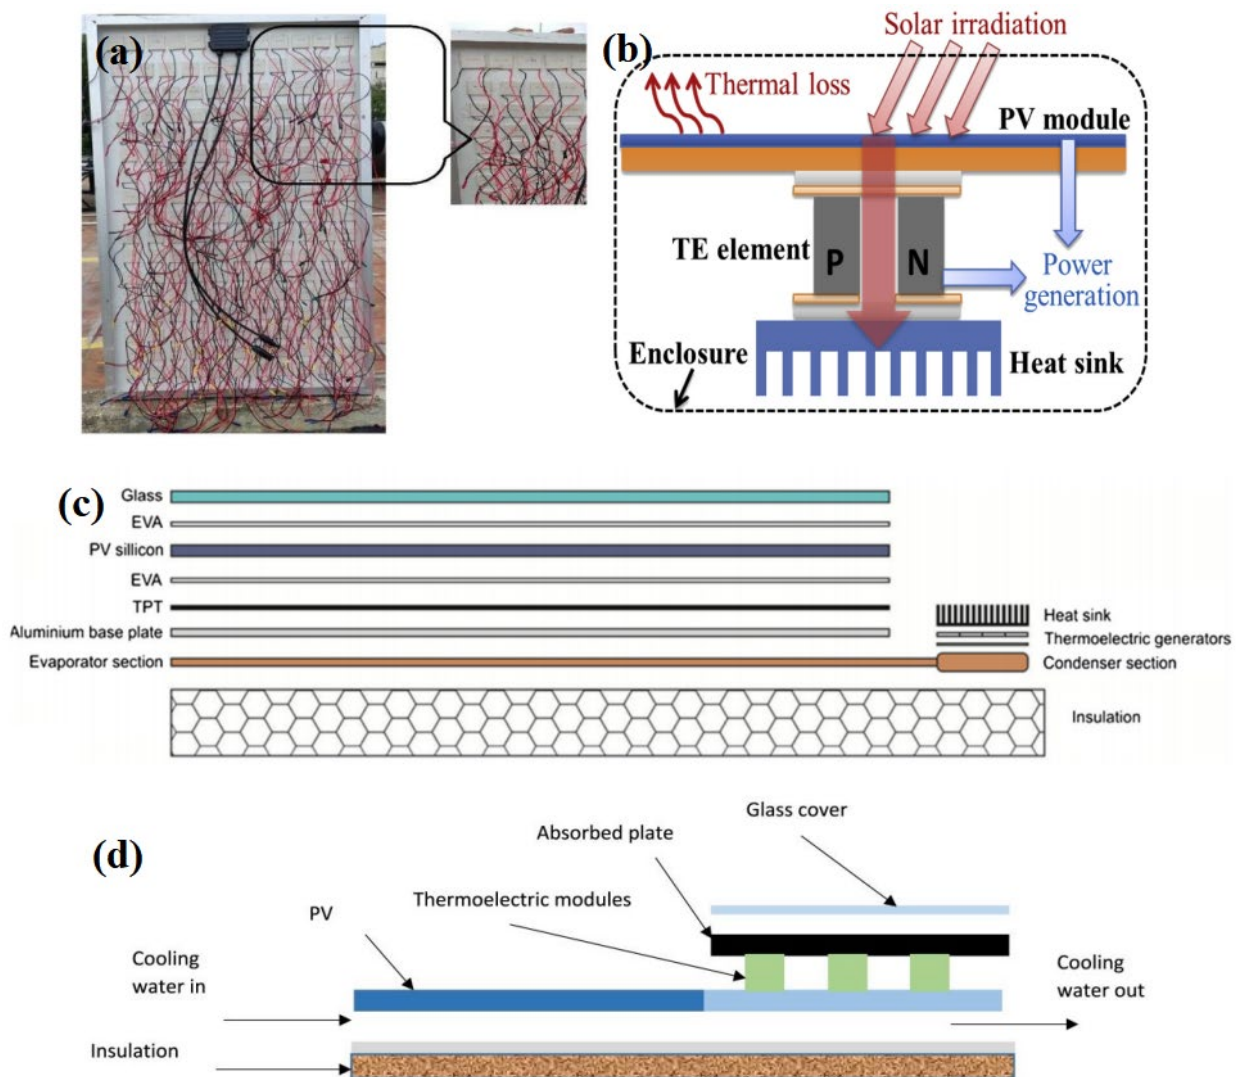 (a)
(b)
Solar irradiation
Thermal loss
PV module
TE element
P
N
Power
generation
Enclosure
Heat sink
(c)
Glass
EVA
PV sillicon
EVA
TPT
Aluminium base plate
Evaporator section
Heat sink
Thermoelectric generators
Condenser section
Insulation
(d)
Glass cover
Absorbed plate
Thermoelectric modules
PV
Cooling
water in
Cooling
water out
Insulation